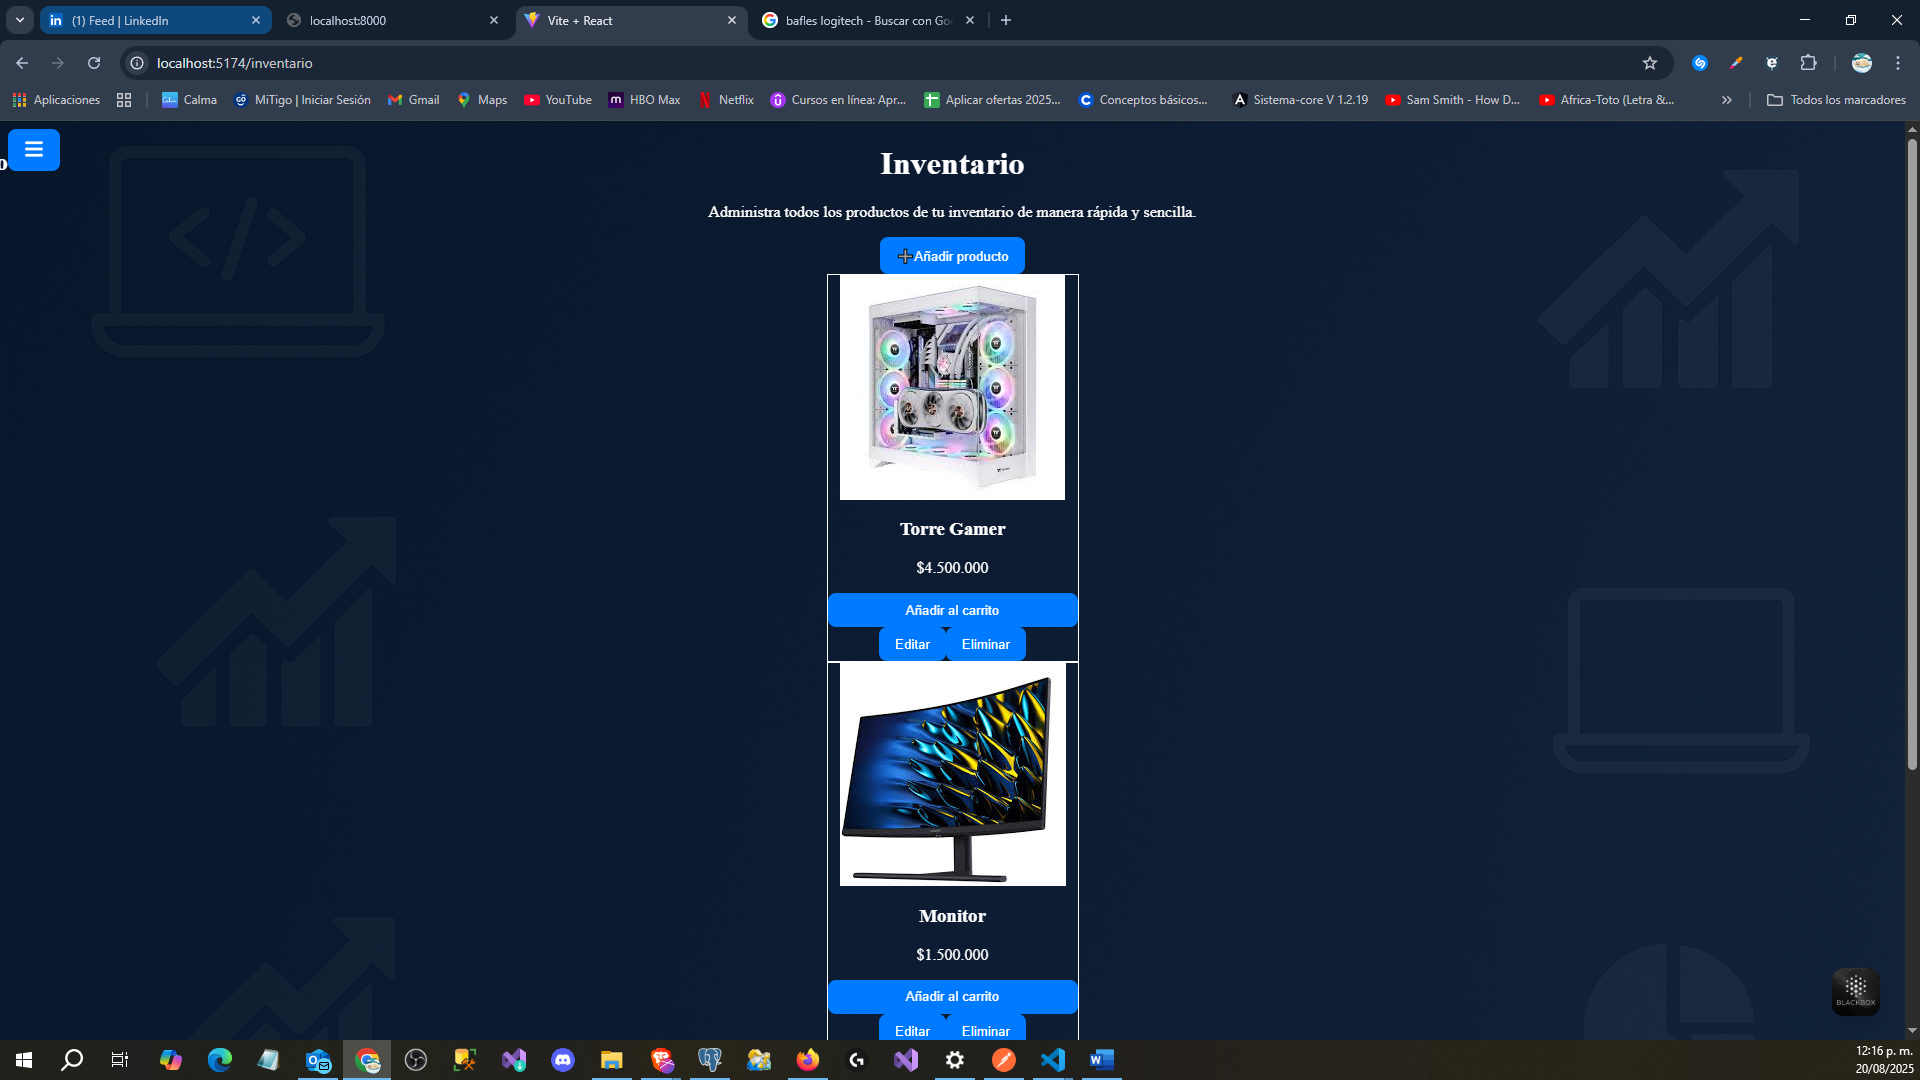 (1) Feed | LinkedIn
localhost:8000
Vite + React
bafles logitech - Buscar con Goo
localhost:5174/inventario
Aplicaciones
Calma
MiTigo | Iniciar Sesión
Gmail
Maps
YouTube
HBO Max
Netflix
Cursos en línea: Apr...
Aplicar ofertas 2025...
Conceptos básicos...
Sistema-core V 1.2.19
Sam Smith - How D...
Africa-Toto (Letra &...
Todos los marcadores
o
Inventario
Administra todos los productos de tu inventario de manera rápida y sencilla.
Añadir producto
Torre Gamer
$4.500.000
Añadir al carrito
Editar
Eliminar
Monitor
$1.500.000
Añadir al carrito
Editar
Eliminar
BLACKBOX
12:16 p. m.
20/08/2025